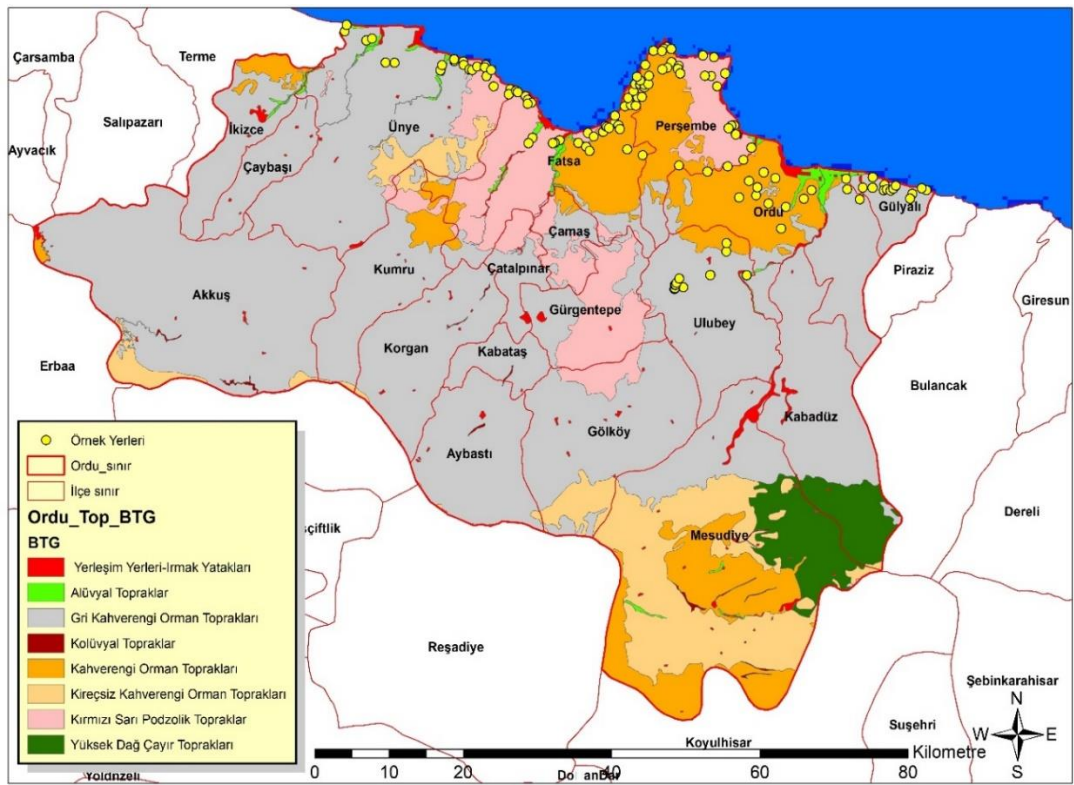 Çarsamba
Terme
Salıpazarı
Ayvacık
İkizçe
Ünye
Çaybaşı
Fatsa
Perşembe
Ordu
Gülyalı
Piraziz
Giresun
Çamaş
Kumru
Çatalpınar
Akkuş
Gürgentepe
Ulubey
Erbaa
Korgan
Kabataş
Bulancak
Kabadüz
Gölköy
Aybastı
Dereli
Mesudiye
sçiftlik
Reşadiye
Şebinkarahisar
Suşehri
Koyulhisar
Örnek Yerleri
Ordu_sınır
İlçe sınır
Ordu_Top_BTG
BTG
Yerleşim Yerleri-Irmak Yatakları
Alüvyal Topraklar
Gri Kahverengi Orman Toprakları
Kolüvyal Topraklar
Kahverengi Orman Toprakları
Kireçsiz Kahverengi Orman Toprakları
Kırmızı Sarı Podzolik Topraklar
Yüksek Dağ Çayır Toprakları
N
W E
S
Kilometre
0 10 20 40 60 80